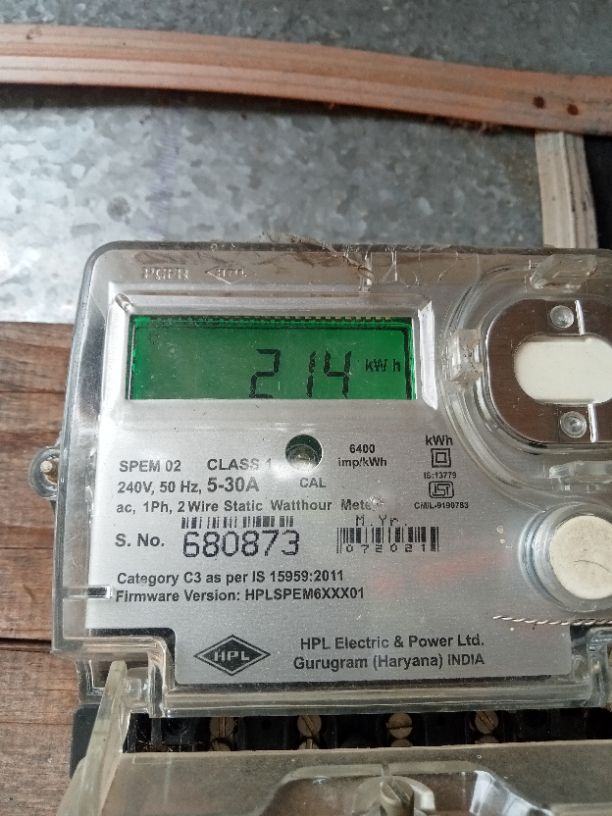 214 kWh
SPEM 02 CLASS 1 6400 kWh
240V, 50 Hz, 5-30A CAL imp/kWh IS:13779
CM/L-9190783
ac, 1Ph, 2 Wire Static Watthour Meter
M.Yr.
S. No. 680873 072021
Category C3 as per IS 15959:2011
Firmware Version: HPLSPEM6XXX01
HPL
HPL Electric & Power Ltd.
Gurugram (Haryana) INDIA